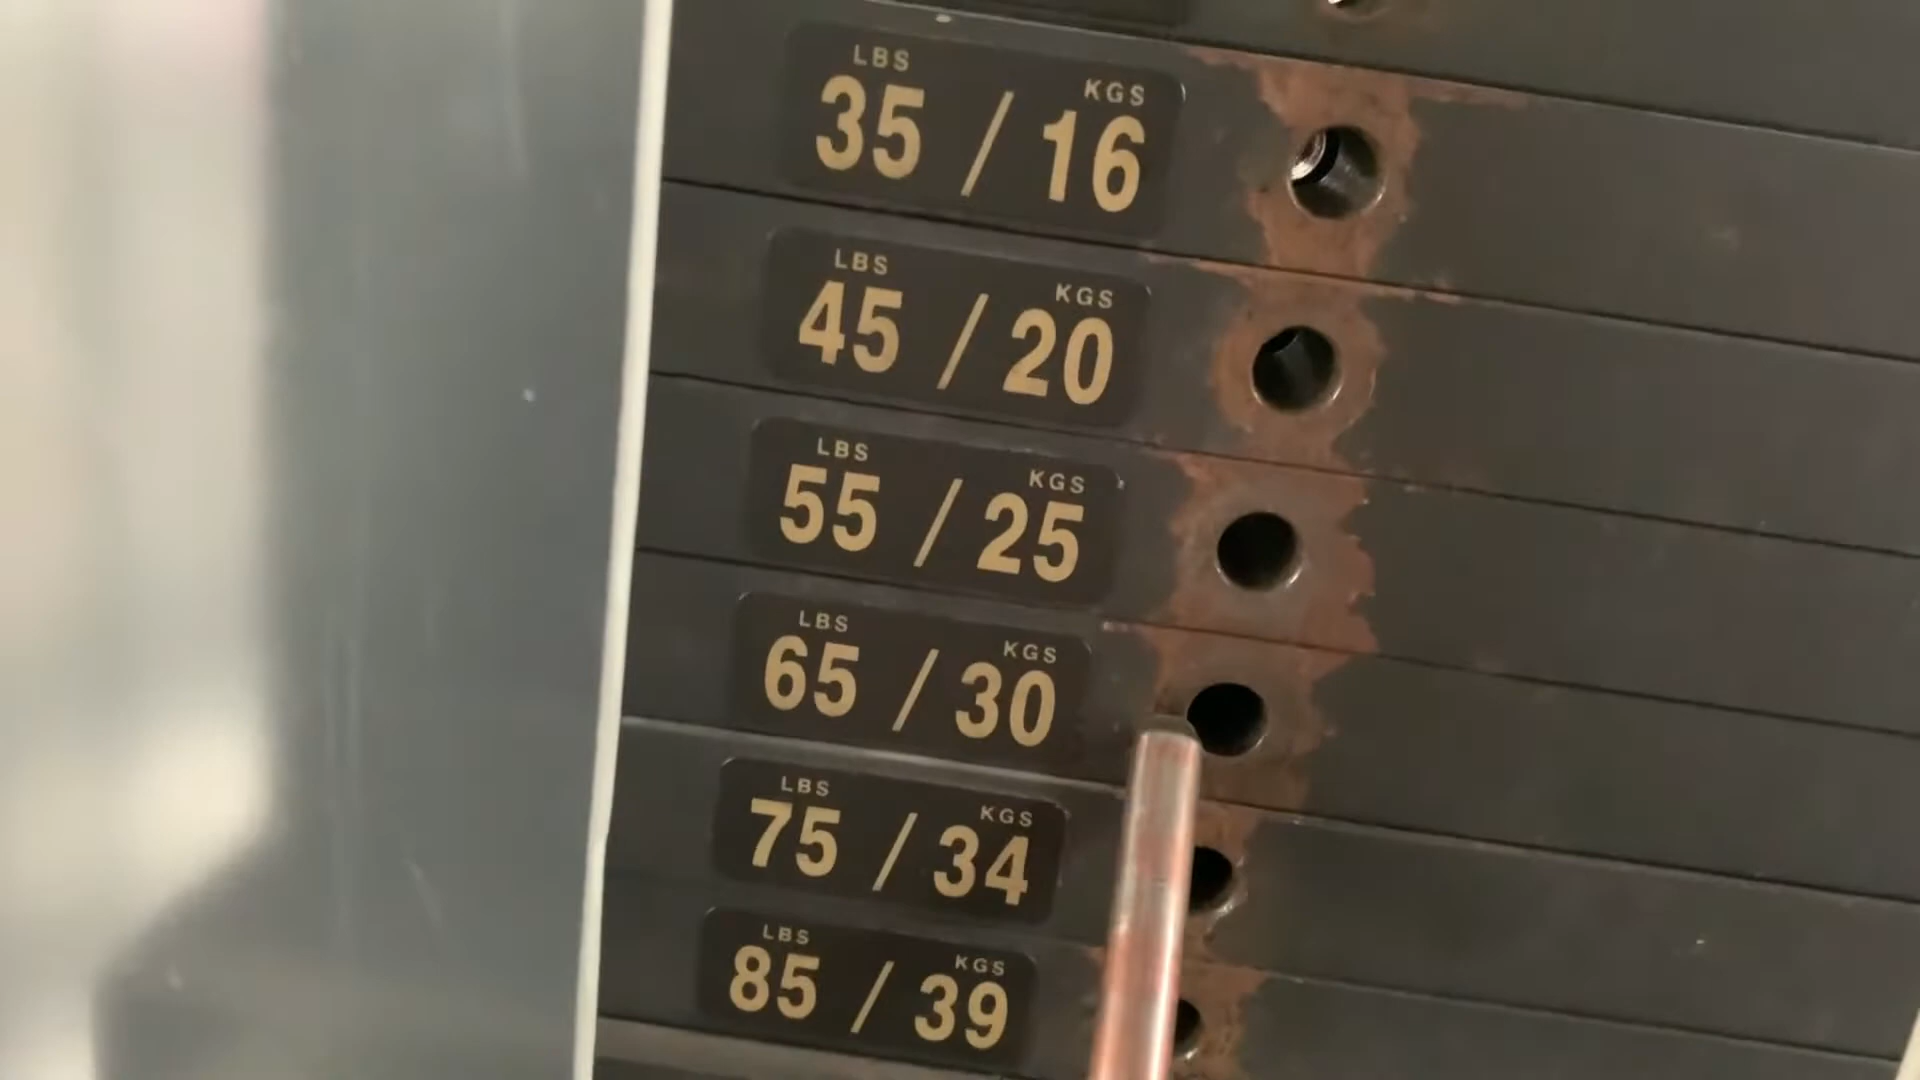 LBS KGS
35 / 16
LBS KGS
45 / 20
LBS KGS
55 / 25
LBS KGS
65 / 30
LBS KGS
75 / 34
LBS KGS
85 / 39